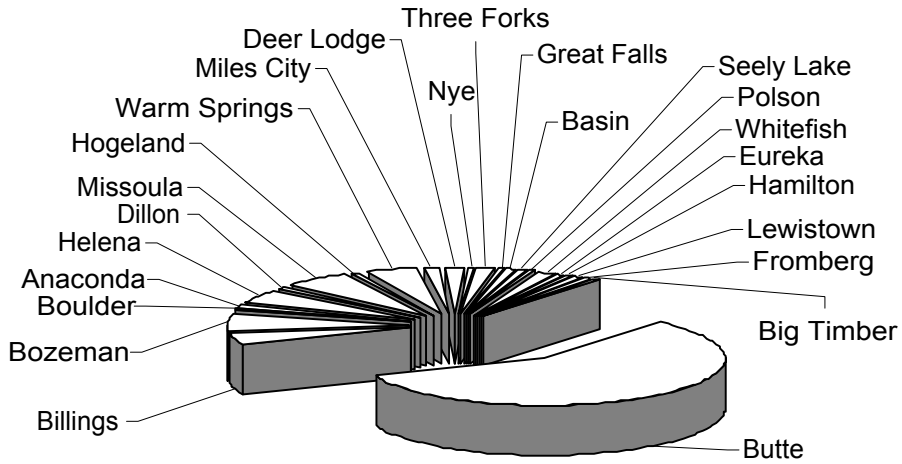 Three Forks
Deer Lodge
Great Falls
Miles City
Seely Lake
Nye
Polson
Warm Springs
Basin
Whitefish
Hogeland
Eureka
Missoula
Hamilton
Dillon
Lewistown
Helena
Fromberg
Anaconda
Boulder
Big Timber
Bozeman
Billings
Butte